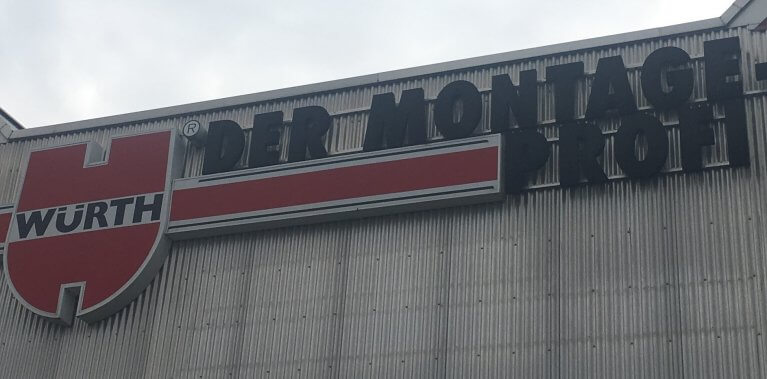 WÜRTH
®
DER MONTAGE-
PROFI